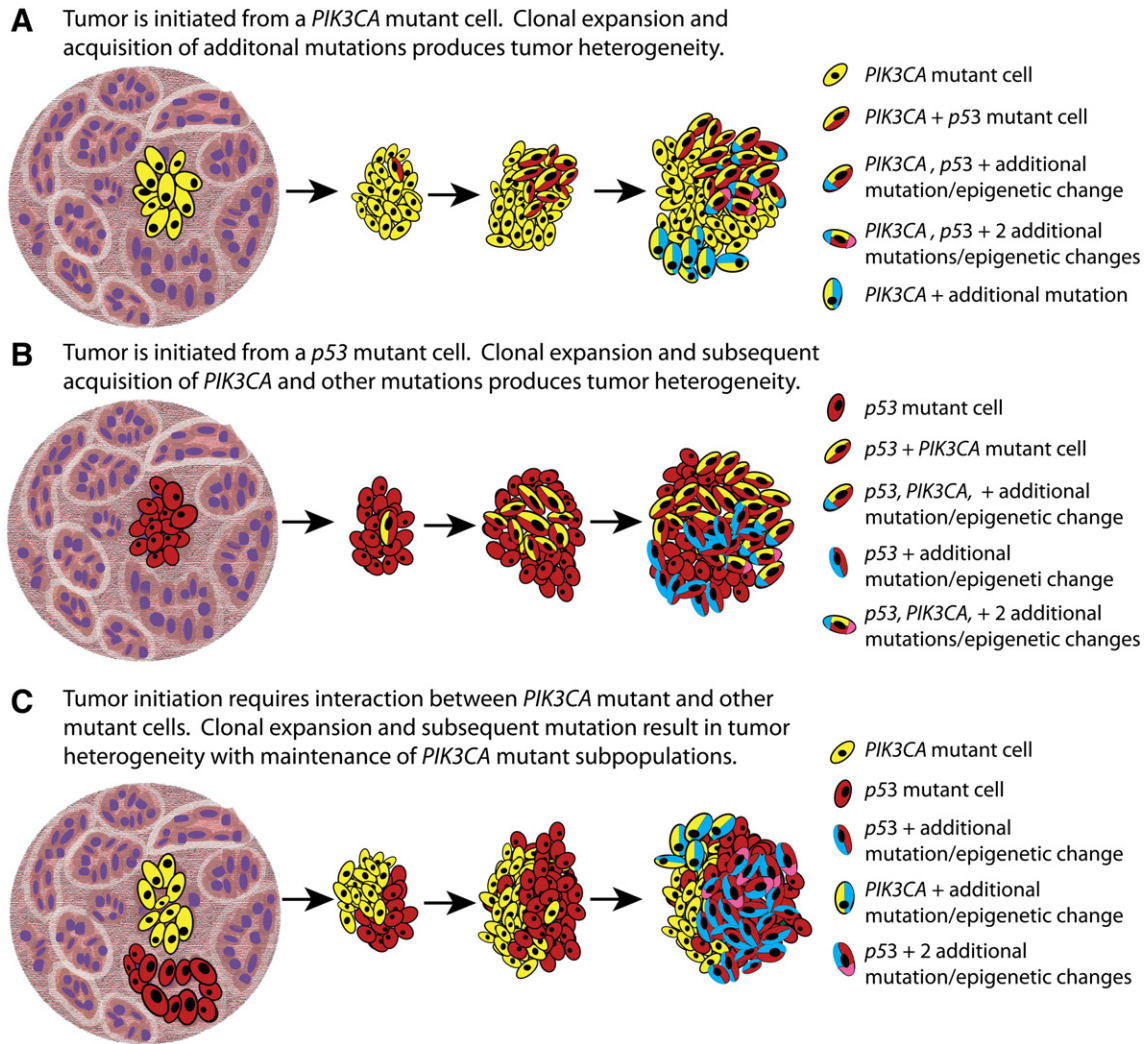 A
Tumor is initiated from a PIK3CA mutant cell.  Clonal expansion and
acquisition of additonal mutations produces tumor heterogeneity.
PIK3CA mutant cell
PIK3CA + p53 mutant cell
PIK3CA , p53 + additional
mutation/epigenetic change
PIK3CA , p53 + 2 additional
mutations/epigenetic changes
PIK3CA + additional mutation
B
Tumor is initiated from a p53 mutant cell.  Clonal expansion and subsequent
acquisition of PIK3CA and other mutations produces tumor heterogeneity.
p53 mutant cell
p53 + PIK3CA mutant cell
p53, PIK3CA, + additional
mutation/epigenetic change
p53 + additional
mutation/epigeneti change
p53, PIK3CA, + 2 additional
mutations/epigenetic changes
C
Tumor initiation requires interaction between PIK3CA mutant and other
mutant cells.  Clonal expansion and subsequent mutation result in tumor
heterogeneity with maintenance of PIK3CA mutant subpopulations.
PIK3CA mutant cell
p53 mutant cell
p53 + additional
mutation/epigenetic change
PIK3CA + additional
mutation/epigenetic change
p53 + 2 additional
mutation/epigenetic changes